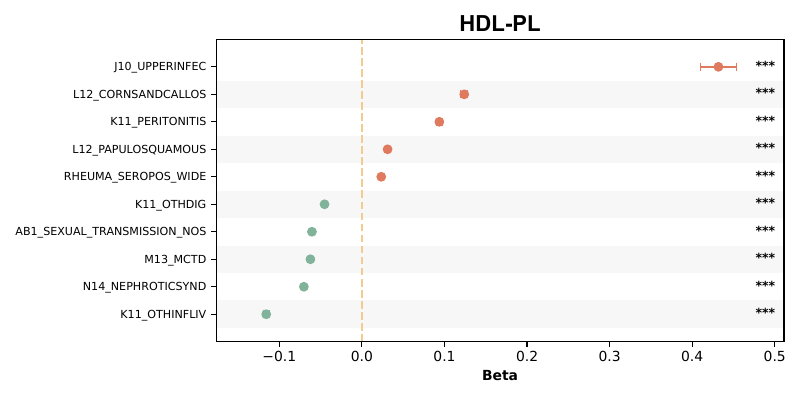 HDL-PL
J10_UPPERINFEC ***
L12_CORNSANDCALLOS ***
K11_PERITONITIS ***
L12_PAPULOSQUAMOUS ***
RHEUMA_SEROPOS_WIDE ***
K11_OTHDIG ***
AB1_SEXUAL_TRANSMISSION_NOS ***
M13_MCTD ***
N14_NEPHROTICSYND ***
K11_OTHINFLIV ***
−0.1 0.0 0.1 0.2 0.3 0.4 0.5
Beta